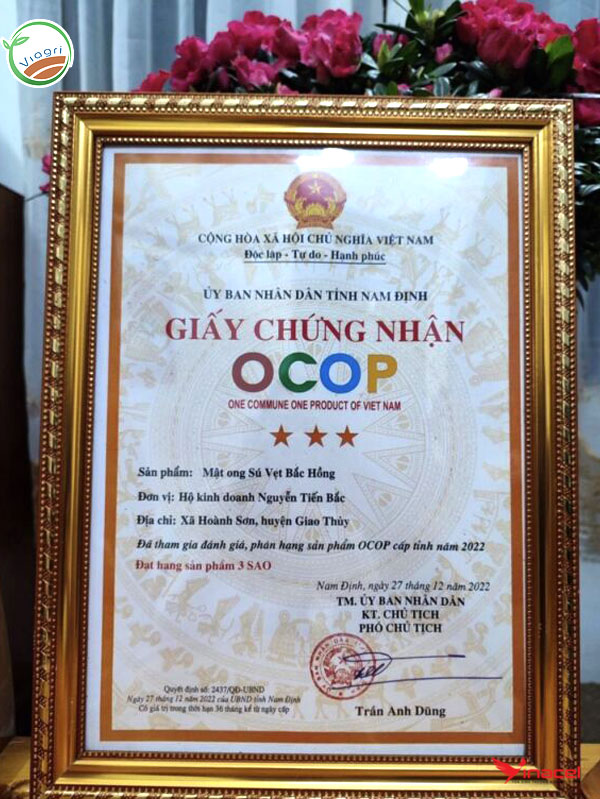 Viagri
CỘNG HÒA XÃ HỘI CHỦ NGHĨA VIỆT NAM
Độc lập - Tự do - Hạnh phúc
ỦY BAN NHÂN DÂN TỈNH NAM ĐỊNH
GIẤY CHỨNG NHẬN
OCOP
ONE COMMUNE ONE PRODUCT OF VIET NAM
Sản phẩm: Mật ong Sú Vẹt Bắc Hồng
Đơn vị: Hộ kinh doanh Nguyễn Tiến Bắc
Địa chỉ: Xã Hoành Sơn, huyện Giao Thủy
Đã tham gia đánh giá, phân hạng sản phẩm OCOP cấp tỉnh năm 2022
Đạt hạng sản phẩm 3 SAO
Nam Định, ngày 27 tháng 12 năm 2022
TM. ỦY BAN NHÂN DÂN
KT. CHỦ TỊCH
PHÓ CHỦ TỊCH
Quyết định số: 2437/QĐ-UBND
Ngày 27 tháng 12 năm 2022 của UBND tỉnh Nam Định
Có giá trị trong thời hạn 36 tháng kể từ ngày cấp
Trần Anh Dũng
Vinacel